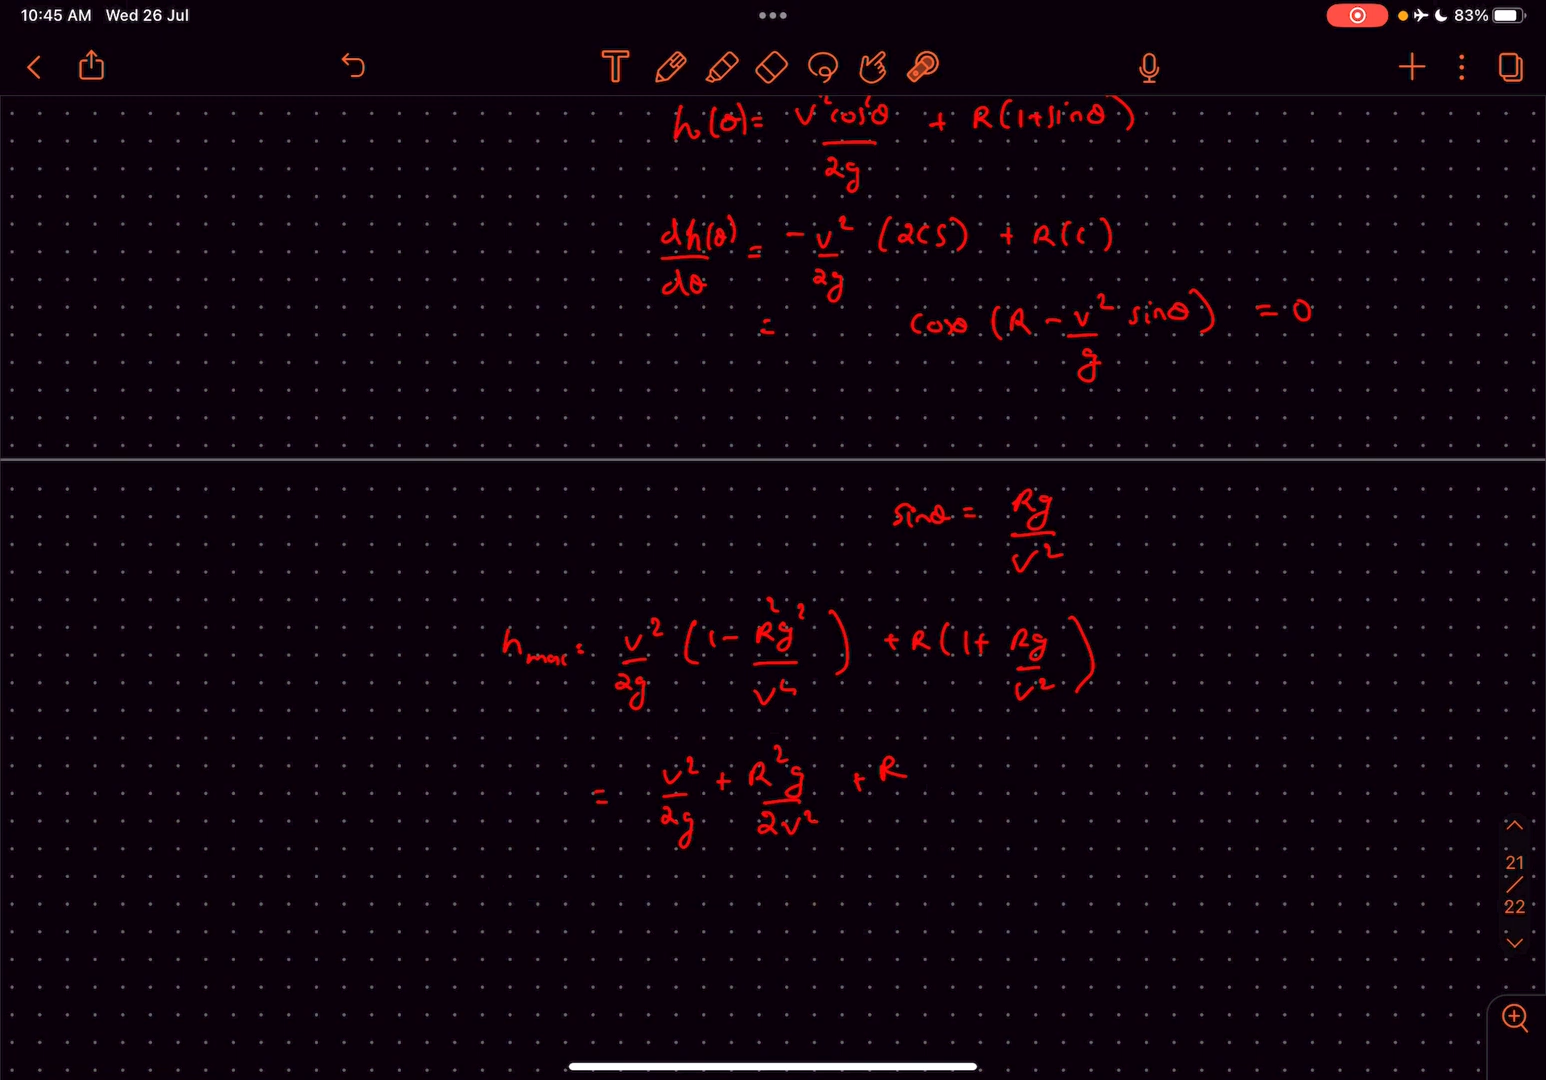 10:45 AM Wed 26 Jul
83%
T
h(θ) = v²cos²θ/2g + R(1+sinθ)
dh(θ)/dθ = -v²/2g (2CS) + R(C)
= cosθ (R - v²/g sinθ) = 0
sinθ = Rg/v²
hmax = v²/2g (1 - R²g²/v⁴) + R(1 + Rg/v²)
= v²/2g + R²g/2v² + R
21
/
22